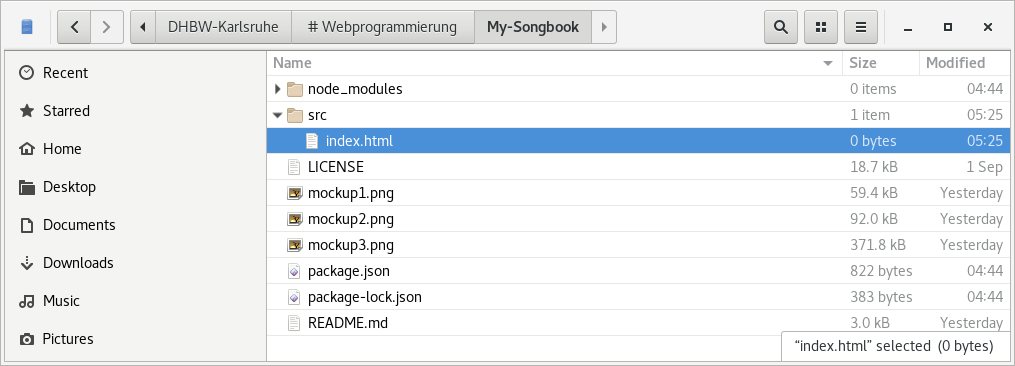 DHBW-Karlsruhe # Webprogrammierung My-Songbook
Name Size Modified
Recent
Starred
Home
Desktop
Documents
Downloads
Music
Pictures
node_modules 0 items 04:44
src 1 item 05:25
index.html 0 bytes 05:25
LICENSE 18.7 kB 1 Sep
mockup1.png 59.4 kB Yesterday
mockup2.png 92.0 kB Yesterday
mockup3.png 371.8 kB Yesterday
package.json 822 bytes 04:44
package-lock.json 383 bytes 04:44
README.md 3.0 kB Yesterday
“index.html” selected (0 bytes)